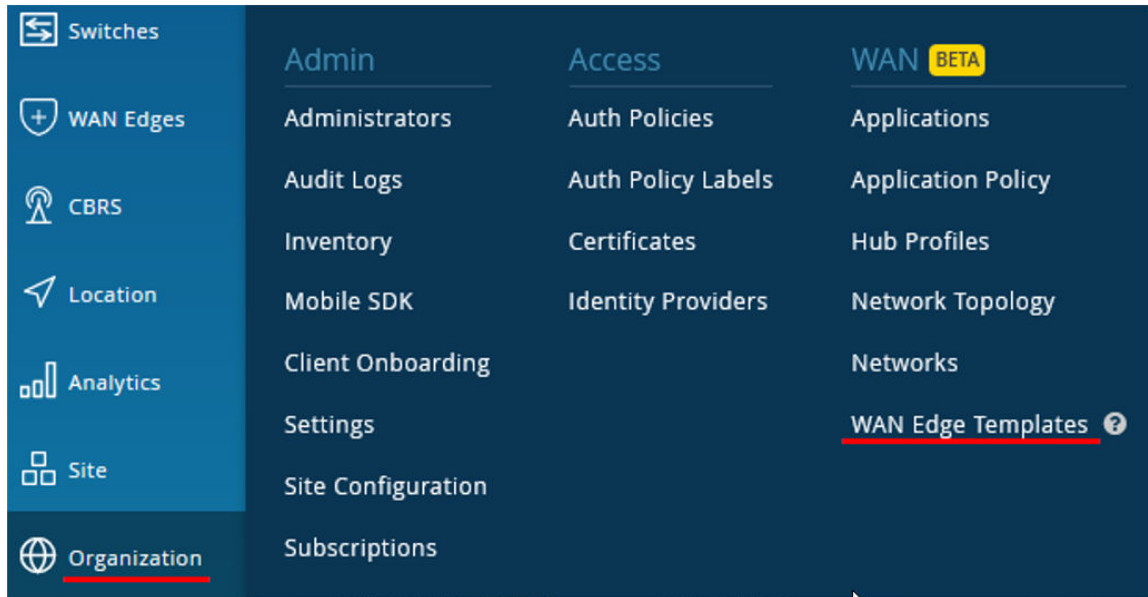 Switches
WAN Edges
CBRS
Location
Analytics
Site
Organization
Admin
Administrators
Audit Logs
Inventory
Mobile SDK
Client Onboarding
Settings
Site Configuration
Subscriptions
Access
Auth Policies
Auth Policy Labels
Certificates
Identity Providers
WAN BETA
Applications
Application Policy
Hub Profiles
Network Topology
Networks
WAN Edge Templates ?